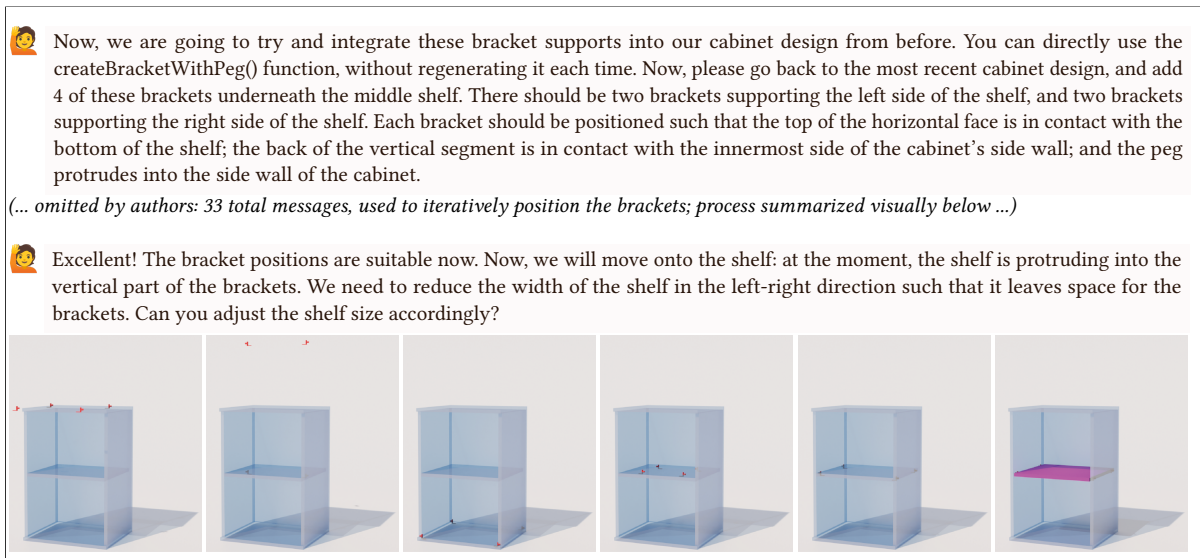 Now, we are going to try and integrate these bracket supports into our cabinet design from before. You can directly use the
createBracketWithPeg() function, without regenerating it each time. Now, please go back to the most recent cabinet design, and add
4 of these brackets underneath the middle shelf. There should be two brackets supporting the left side of the shelf, and two brackets
supporting the right side of the shelf. Each bracket should be positioned such that the top of the horizontal face is in contact with the
bottom of the shelf; the back of the vertical segment is in contact with the innermost side of the cabinet's side wall; and the peg
protrudes into the side wall of the cabinet.
(... omitted by authors: 33 total messages, used to iteratively position the brackets; process summarized visually below ...)
Excellent! The bracket positions are suitable now. Now, we will move onto the shelf: at the moment, the shelf is protruding into the
vertical part of the brackets. We need to reduce the width of the shelf in the left-right direction such that it leaves space for the
brackets. Can you adjust the shelf size accordingly?